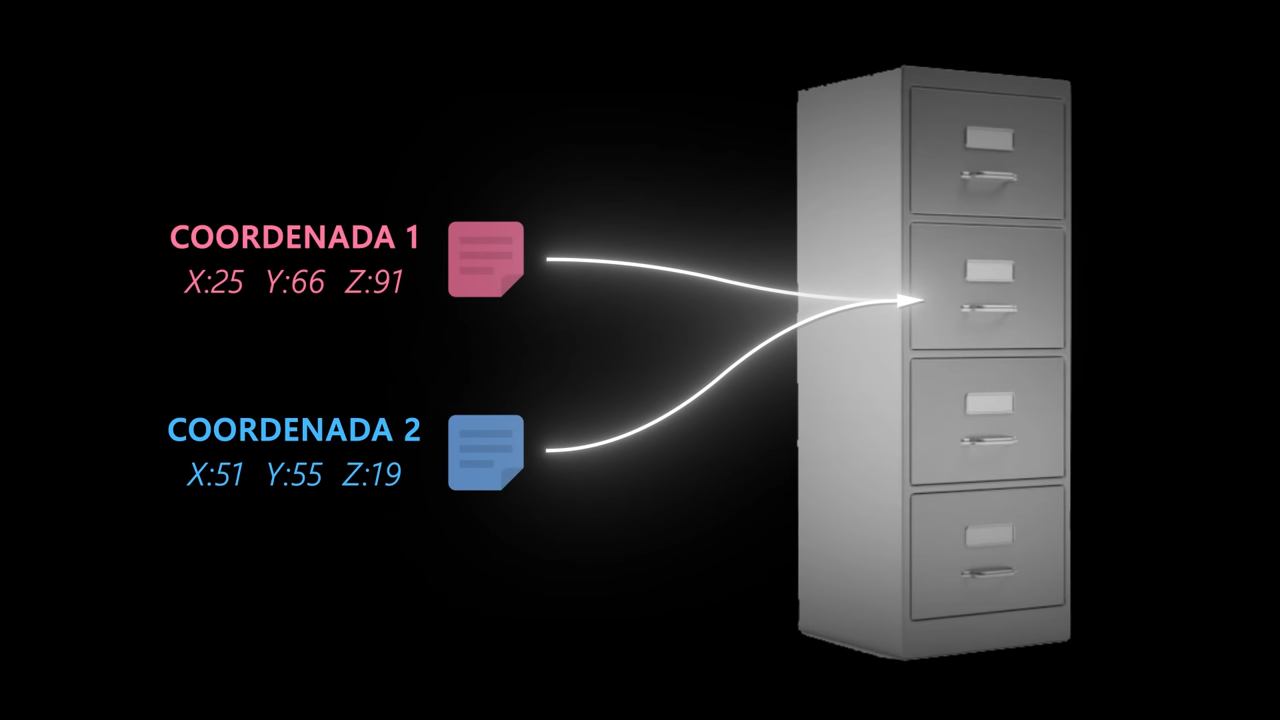 COORDENADA 1
X:25 Y:66 Z:91
COORDENADA 2
X:51 Y:55 Z:19